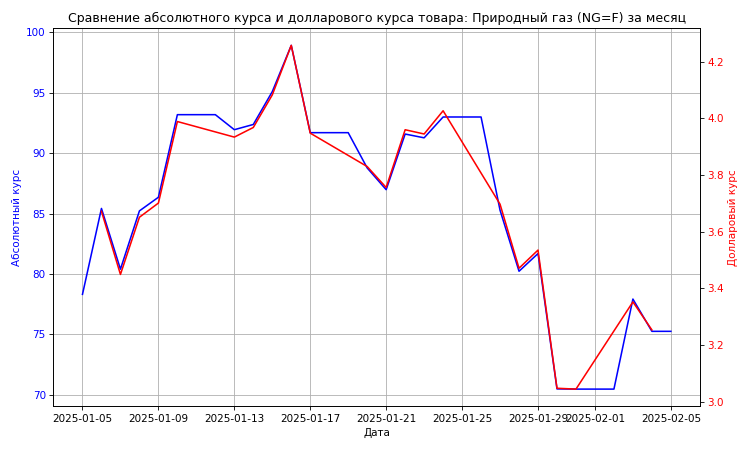 Сравнение абсолютного курса и долларового курса товара: Природный газ (NG=F) за месяц
100
95
90
85
80
75
70
Абсолютный курс
4.2
4.0
3.8
3.6
3.4
3.2
3.0
Долларовый курс
2025-01-05 2025-01-09 2025-01-13 2025-01-17 2025-01-21 2025-01-25 2025-01-29 2025-02-01 2025-02-05
Дата